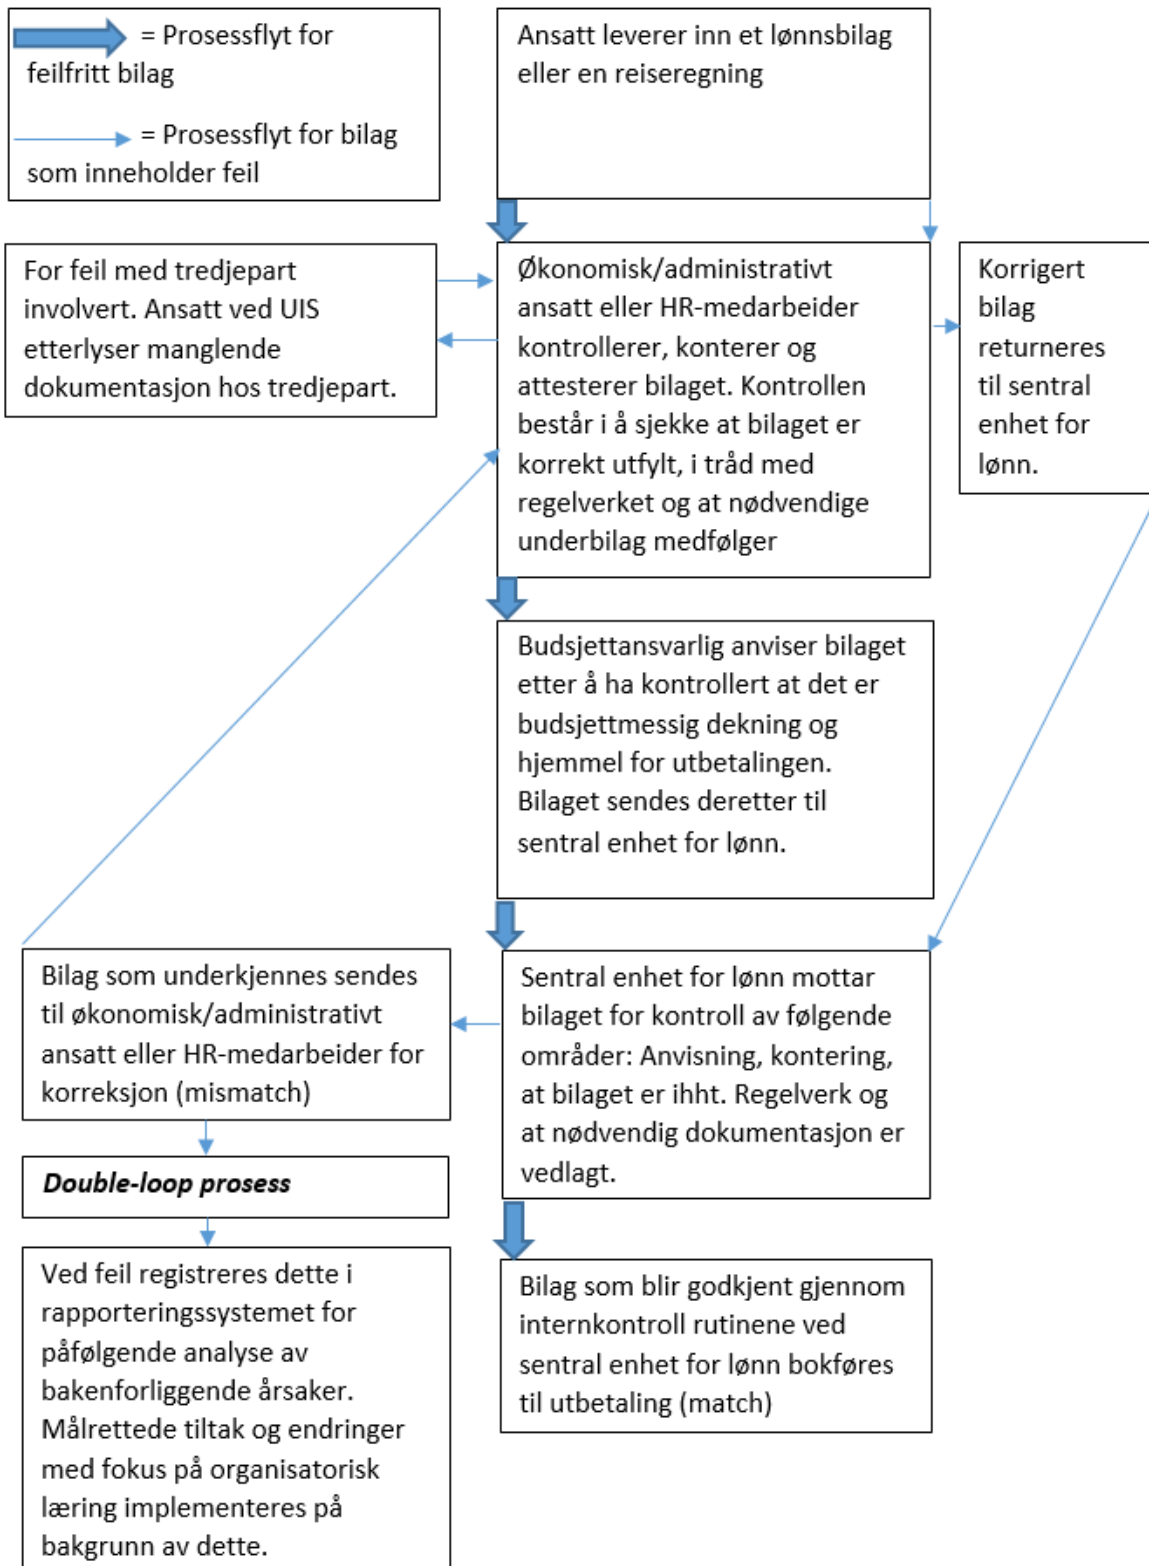 = Prosessflyt for
feilfritt bilag
= Prosessflyt for bilag
som inneholder feil
Ansatt leverer inn et lønnsbilag
eller en reiseregning
For feil med tredjepart
involvert. Ansatt ved UIS
etterlyser manglende
dokumentasjon hos tredjepart.
Økonomisk/administrativt
ansatt eller HR-medarbeider
kontrollerer, konterer og
attesterer bilaget. Kontrollen
består i å sjekke at bilaget er
korrekt utfylt, i tråd med
regelverket og at nødvendige
underbilag medfølger
Korrigert
bilag
returneres
til sentral
enhet for
lønn.
Budsjettansvarlig anviser bilaget
etter å ha kontrollert at det er
budsjettmessig dekning og
hjemmel for utbetalingen.
Bilaget sendes deretter til
sentral enhet for lønn.
Bilag som underkjennes sendes
til økonomisk/administrativt
ansatt eller HR-medarbeider for
korreksjon (mismatch)
Sentral enhet for lønn mottar
bilaget for kontroll av følgende
områder: Anvisning, kontering,
at bilaget er ihht. Regelverk og
at nødvendig dokumentasjon er
vedlagt.
Double-loop prosess
Ved feil registreres dette i
rapporteringssystemet for
påfølgende analyse av
bakenforliggende årsaker.
Målrettede tiltak og endringer
med fokus på organisatorisk
læring implementeres på
bakgrunn av dette.
Bilag som blir godkjent gjennom
internkontroll rutinene ved
sentral enhet for lønn bokføres
til utbetaling (match)